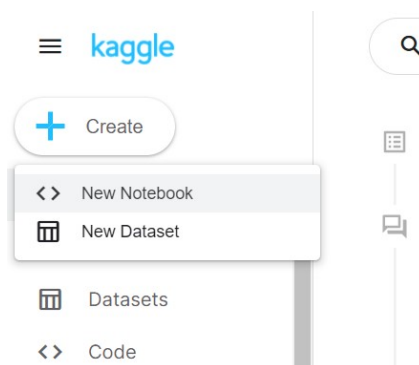 kaggle
Create
New Notebook
New Dataset
Datasets
Code